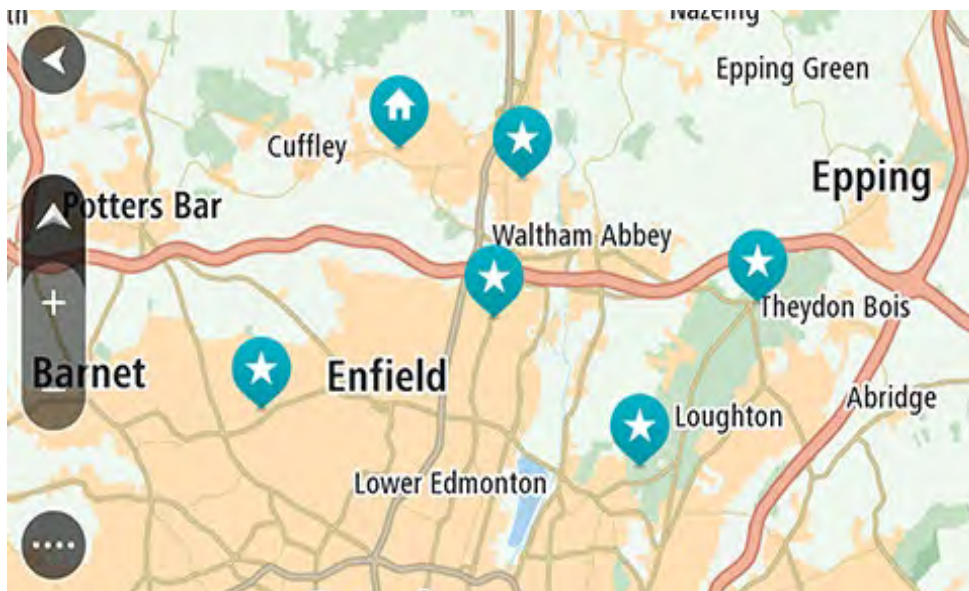 Nazeing
Epping Green
Cuffley
Epping
Potters Bar
Waltham Abbey
Theydon Bois
Barnet
Enfield
Abridge
Loughton
Lower Edmonton